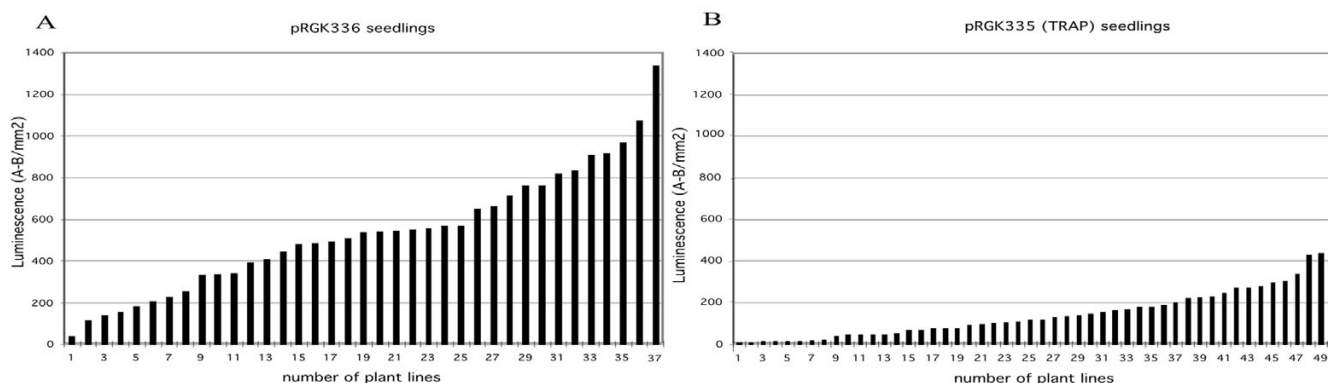 A
pRGK336 seedlings
1400
1200
1000
800
600
400
200
0
Luminescence (A-B/mm2)
1 3 5 7 9 11 13 15 17 19 21 23 25 27 29 31 33 35 37
number of plant lines
B
pRGK335 (TRAP) seedlings
1400
1200
1000
800
600
400
200
0
Luminescence (A-B/mm2)
1 3 5 7 9 11 13 15 17 19 21 23 25 27 29 31 33 35 37 39 41 43 45 47 49
number of plant lines